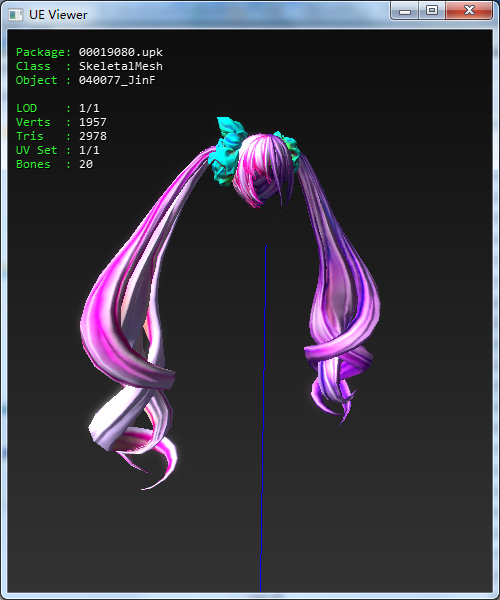 UE Viewer
Package: 00019080.upk
Class  : SkeletalMesh
Object : 040077_JinF
LOD    : 1/1
Verts  : 1957
Tris   : 2978
UV Set : 1/1
Bones  : 20